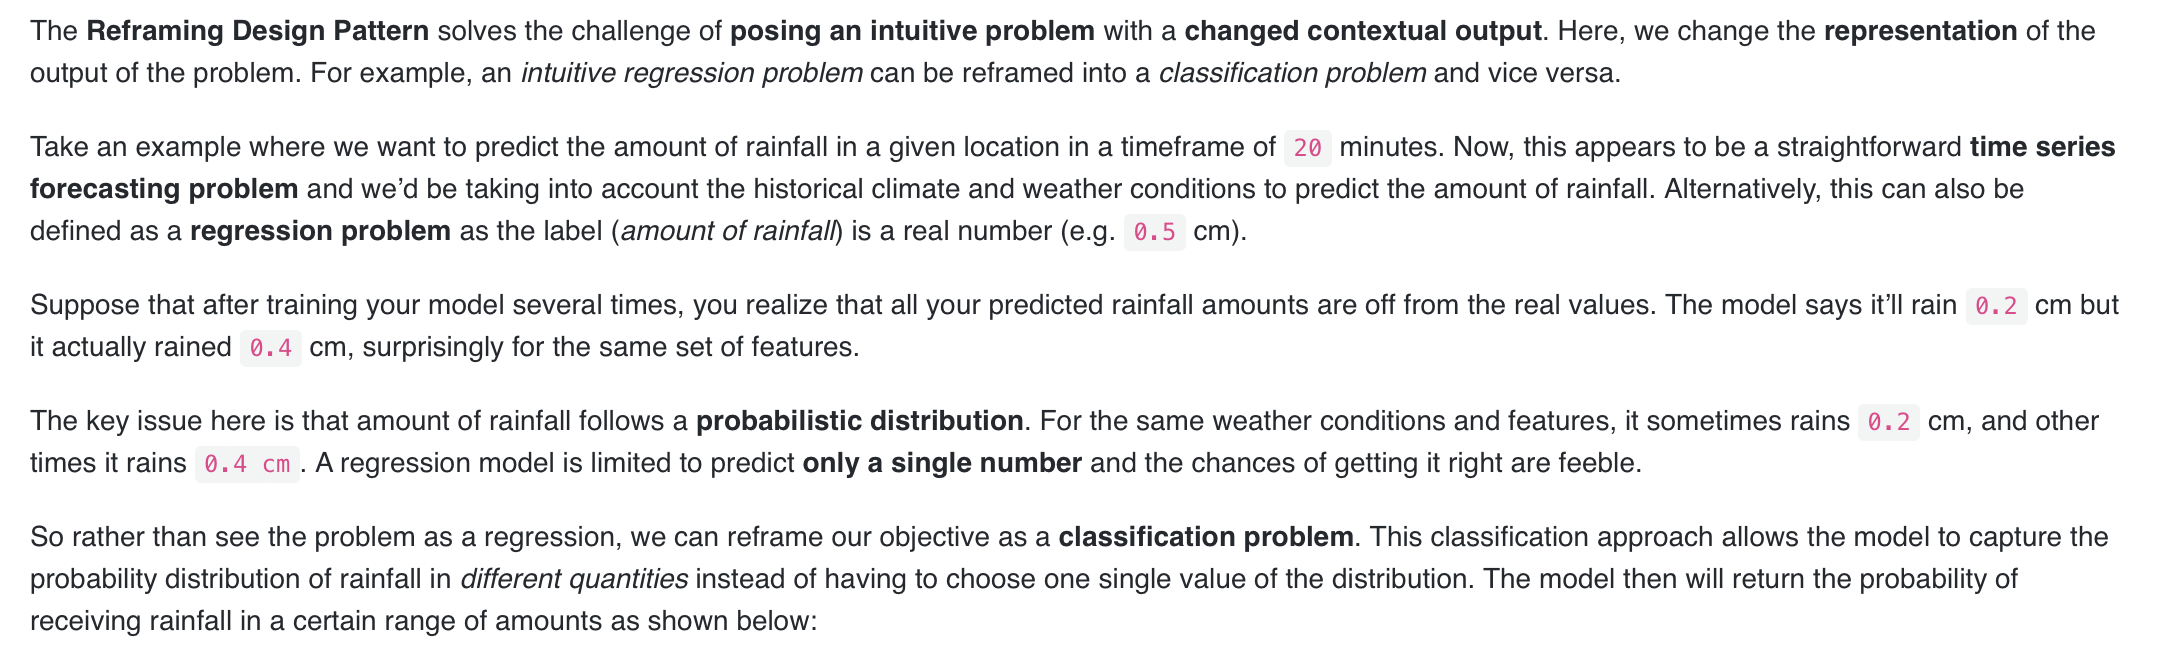 The Reframing Design Pattern solves the challenge of posing an intuitive problem with a changed contextual output. Here, we change the representation of the
output of the problem. For example, an intuitive regression problem can be reframed into a classification problem and vice versa.
Take an example where we want to predict the amount of rainfall in a given location in a timeframe of 20 minutes. Now, this appears to be a straightforward time series
forecasting problem and we’d be taking into account the historical climate and weather conditions to predict the amount of rainfall. Alternatively, this can also be
defined as a regression problem as the label (amount of rainfall) is a real number (e.g. 0.5 cm).
Suppose that after training your model several times, you realize that all your predicted rainfall amounts are off from the real values. The model says it’ll rain 0.2 cm but
it actually rained 0.4 cm, surprisingly for the same set of features.
The key issue here is that amount of rainfall follows a probabilistic distribution. For the same weather conditions and features, it sometimes rains 0.2 cm, and other
times it rains 0.4 cm . A regression model is limited to predict only a single number and the chances of getting it right are feeble.
So rather than see the problem as a regression, we can reframe our objective as a classification problem. This classification approach allows the model to capture the
probability distribution of rainfall in different quantities instead of having to choose one single value of the distribution. The model then will return the probability of
receiving rainfall in a certain range of amounts as shown below: